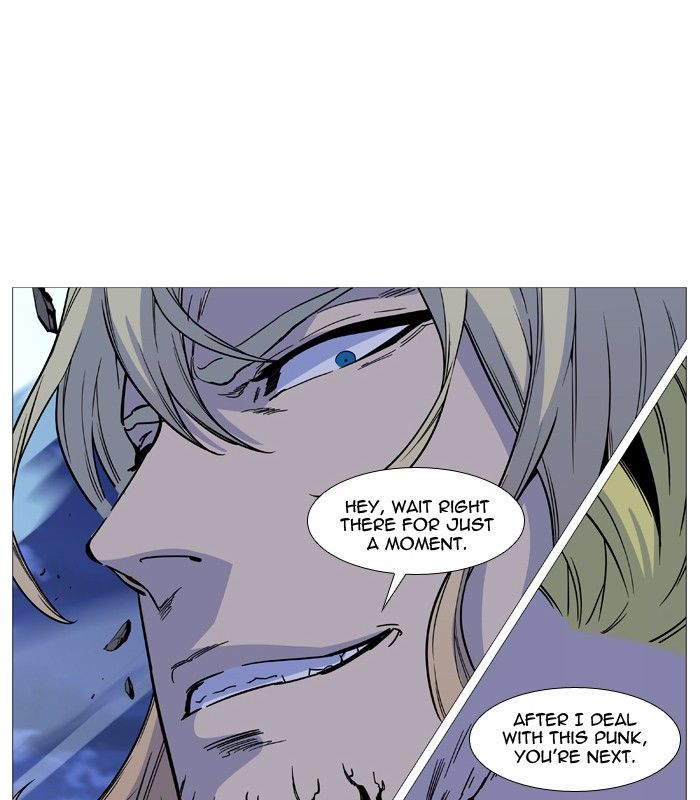 HEY, WAIT RIGHT
THERE FOR JUST
A MOMENT.
AFTER I DEAL
WITH THIS PUNK,
YOU'RE NEXT.